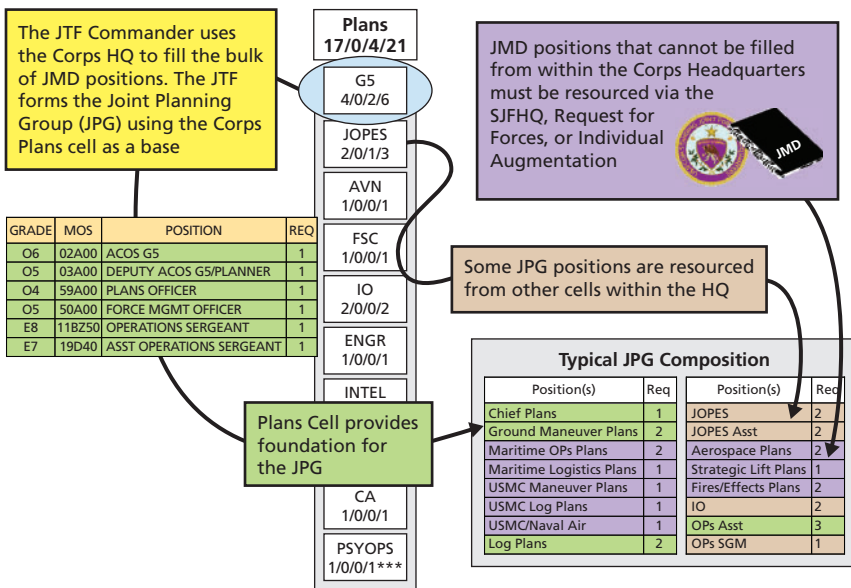 The JTF Commander uses
the Corps HQ to fill the bulk
of JMD positions. The JTF
forms the Joint Planning
Group (JPG) using the Corps
Plans cell as a base
Plans
17/0/4/21
G5
4/0/2/6
JOPES
2/0/1/3
AVN
1/0/0/1
FSC
1/0/0/1
IO
2/0/0/2
ENGR
1/0/0/1
INTEL
CA
1/0/0/1
PSYOPS
1/0/0/1***
JMD positions that cannot be filled
from within the Corps Headquarters
must be resourced via the
SJFHQ, Request for
Forces, or Individual
Augmentation
JMD
GRADE MOS POSITION REQ
O6 02A00 ACOS G5 1
O5 03A00 DEPUTY ACOS G5/PLANNER 1
O4 59A00 PLANS OFFICER 1
O5 50A00 FORCE MGMT OFFICER 1
E8 11BZ50 OPERATIONS SERGEANT 1
E7 19D40 ASST OPERATIONS SERGEANT 1
Some JPG positions are resourced
from other cells within the HQ
Plans Cell provides
foundation for
the JPG
Typical JPG Composition
Position(s) Req
Chief Plans 1
Ground Maneuver Plans 2
Maritime OPs Plans 2
Maritime Logistics Plans 1
USMC Maneuver Plans 1
USMC Log Plans 1
USMC/Naval Air 1
Log Plans 2
Position(s) Req
JOPES 2
JOPES Asst 2
Aerospace Plans 2
Strategic Lift Plans 1
Fires/Effects Plans 2
IO 2
OPs Asst 3
OPs SGM 1